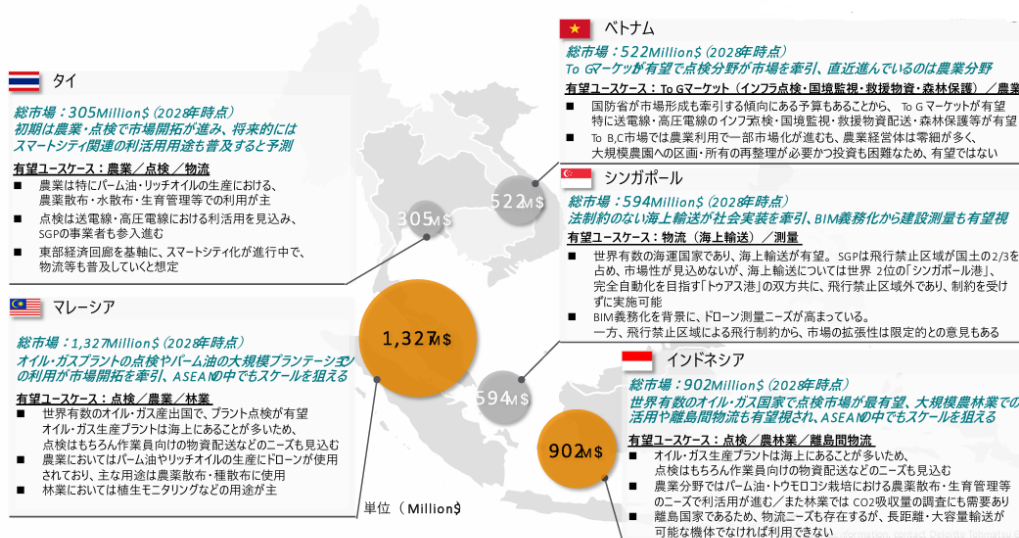 タイ
総市場：305Million$（2028年時点）
初期は農業・点検で市場開拓が進み、将来的には
スマートシティ関連の利活用用途も普及すると予測
有望ユースケース：農業／点検／物流
■ 農業は特にパーム油・リッチオイルの生産における、
農薬散布・水散布・生育管理等での利用が主
■ 点検は送電線・高圧電線における利活用を見込み、
SGPの事業者も参入進む
■ 東部経済回廊を基軸に、スマートシティ化が進行中で、
物流等も普及していくと想定
マレーシア
総市場：1,327Million$（2028年時点）
オイル・ガスプラントの点検やパーム油の大規模プランテーション
の利用が市場開拓を牽引、ASEANの中でもスケールを狙える
有望ユースケース：点検／農業／林業
■ 世界有数のオイル・ガス産出国で、プラント点検が有望
オイル・ガス生産プラントは海上にあることが多いため、
点検はもちろん作業員向けの物資配送などのニーズも見込む
■ 農業においてはパーム油やリッチオイルの生産にドローンが使用
されており、主な用途は農薬散布・種散布に使用
■ 林業においては植生モニタリングなどの用途が主
305M$
522M$
1,327M$
594M$
902M$
単位（Million$
ベトナム
総市場：522Million$（2028年時点）
To Gマーケッが有望で点検分野が市場を牽引、直近進んでいるのは農業分野
有望ユースケース：To Gマーケット（インフラ点検・国境監視・救援物資・森林保護）／農業
■ 国防省が市場形成も牽引する傾向にある予算もあることから、To Gマーケットが有望
特に送電線・高圧電線のインフラ点検・国境監視・救援物資配送・森林保護等が有望
■ To B,C市場では農業利用で一部市場化が進むも、農業経営体は零細が多く、
大規模農園への区画・所有の再整理が必要かつ投資も困難なため、有望ではない
シンガポール
総市場：594Million$（2028年時点）
法制約のない海上輸送が社会実装を牽引、BIM義務化から建設測量も有望視
有望ユースケース：物流（海上輸送）／測量
■ 世界有数の海運国家であり、海上輸送が有望。SGPは飛行禁止区域が国土の2/3を
占め、市場性が見込めないが、海上輸送については世界2位の「シンガポール港」、
完全自動化を目指す「トゥアス港」の双方共に、飛行禁止区域外であり、制約を受け
ずに実施可能
■ BIM義務化を背景に、ドローン測量ニーズが高まっている。
一方、飛行禁止区域による飛行制約から、市場の拡張性は限定的との意見もある
インドネシア
総市場：902Million$（2028年時点）
世界有数のオイル・ガス国家で点検市場が最有望、大規模農林業での
活用や離島間物流も有望視され、ASEANの中でもスケールを狙える
有望ユースケース：点検／農林業／離島間物流
■ オイル・ガス生産プラントは海上にあることが多いため、
点検はもちろん作業員向けの物資配送などのニーズも見込む
■ 農業分野ではパーム油・トウモロコシ栽培における農薬散布・生育管理等
のニーズで利活用が進む／また林業ではCO2吸収量の調査にも需要あり
■ 離島国家であるため、物流ニーズも存在するが、長距離・大容量輸送が
可能な機体でなければ利用できない